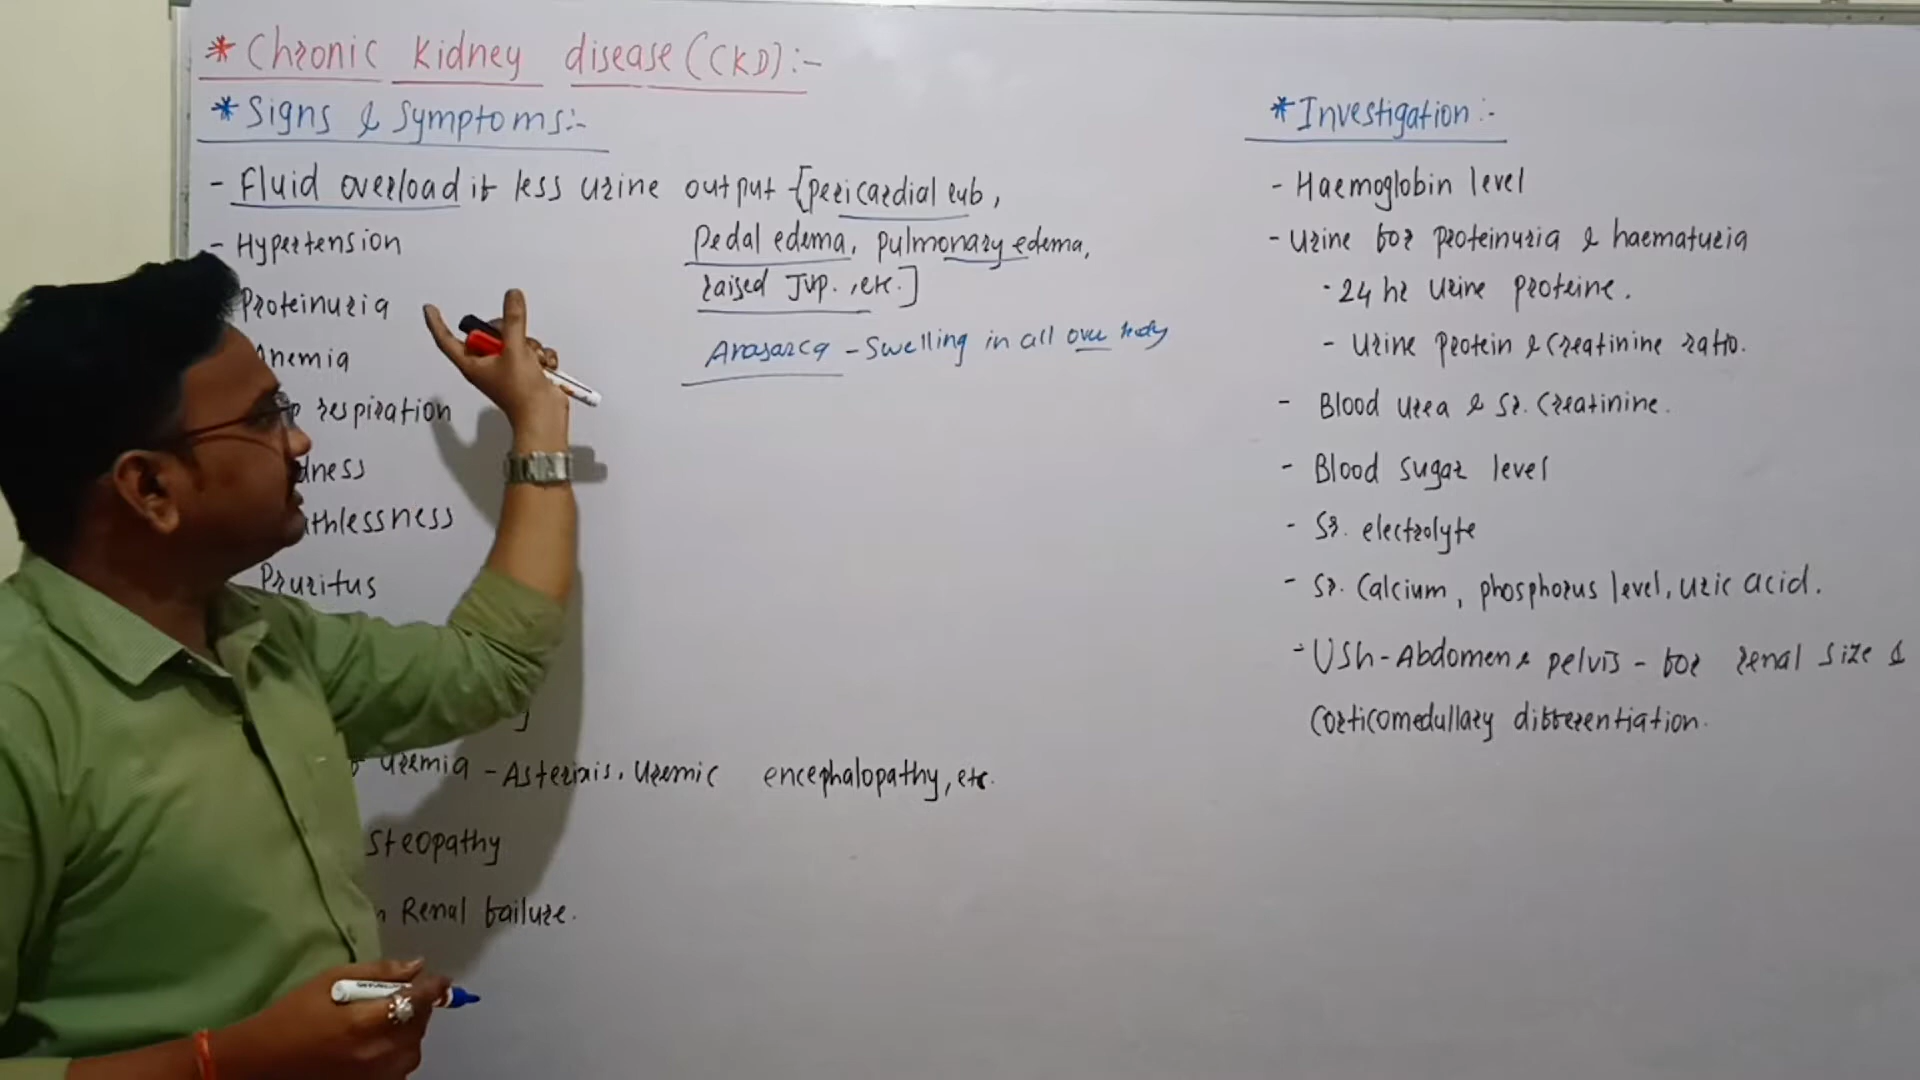 * Chronic Kidney disease (CKD):-
* Signs & Symptoms:-
- Fluid overload if less urine output - [pericardial rub,
Pedal edema, pulmonary edema,
raised Jvp. , etc.]
Anasarca - Swelling in all over body
- Hypertension
Proteinuria
Anemia
respiration
dness
athlessness
Pruritus
]
uremia - Asterixis, Uremic encephalopathy, etc.
steopathy
n Renal failure.
* Investigation :-
- Haemoglobin level
- Urine for proteinuria & haematuria
· 24 hr urine proteine.
- Urine protein & Creatinine ratio.
- Blood urea & Sr. Creatinine.
- Blood sugar level
- Sr. electrolyte
- Sr. Calcium, phosphorus level, uric acid.
- USh - Abdomen & pelvis - for renal size &
Corticomedullary differentiation.